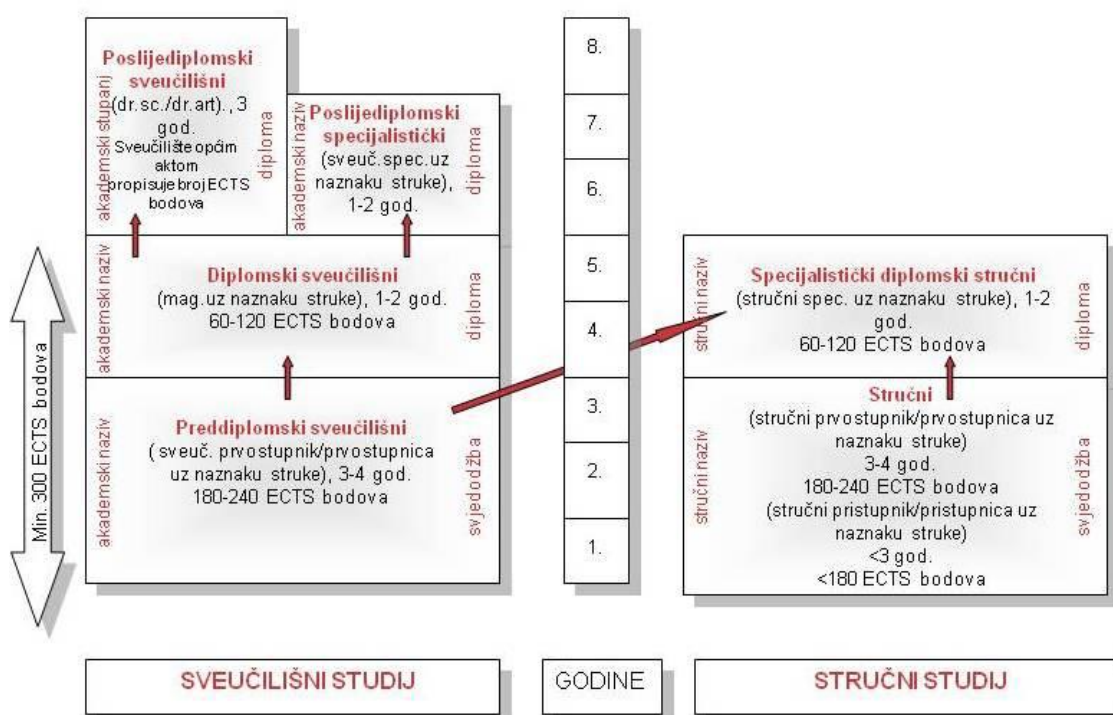 Poslijediplomski
sveučilišni
(dr.sc./dr.art)., 3
god.
Sveučilište općim
aktom
propisuje broj ECTS
bodova
akademski stupanj
diploma
Poslijediplomski
specijalistički
(sveuč.spec.uz
naznaku struke),
1-2 god.
akademski naziv
diploma
Diplomski sveučilišni
(mag.uz naznaku struke), 1-2 god.
60-120 ECTS bodova
akademski naziv
diploma
Preddiplomski sveučilišni
( sveuč. prvostupnik/prvostupnica
uz naznaku struke), 3-4 god.
180-240 ECTS bodova
akademski naziv
svjedodžba
Min. 300 ECTS bodova
8.
7.
6.
5.
4.
3.
2.
1.
Specijalistički diplomski stručni
(stručni spec. uz naznaku struke), 1-2
god.
60-120 ECTS bodova
stručni naziv
diploma
Stručni
(stručni prvostupnik/prvostupnica uz
naznaku struke)
3-4 god.
180-240 ECTS bodova
(stručni pristupnik/pristupnica uz
naznaku struke)
<3 god.
<180 ECTS bodova
stručni naziv
svjedodžba
SVEUČILIŠNI STUDIJ
GODINE
STRUČNI STUDIJ